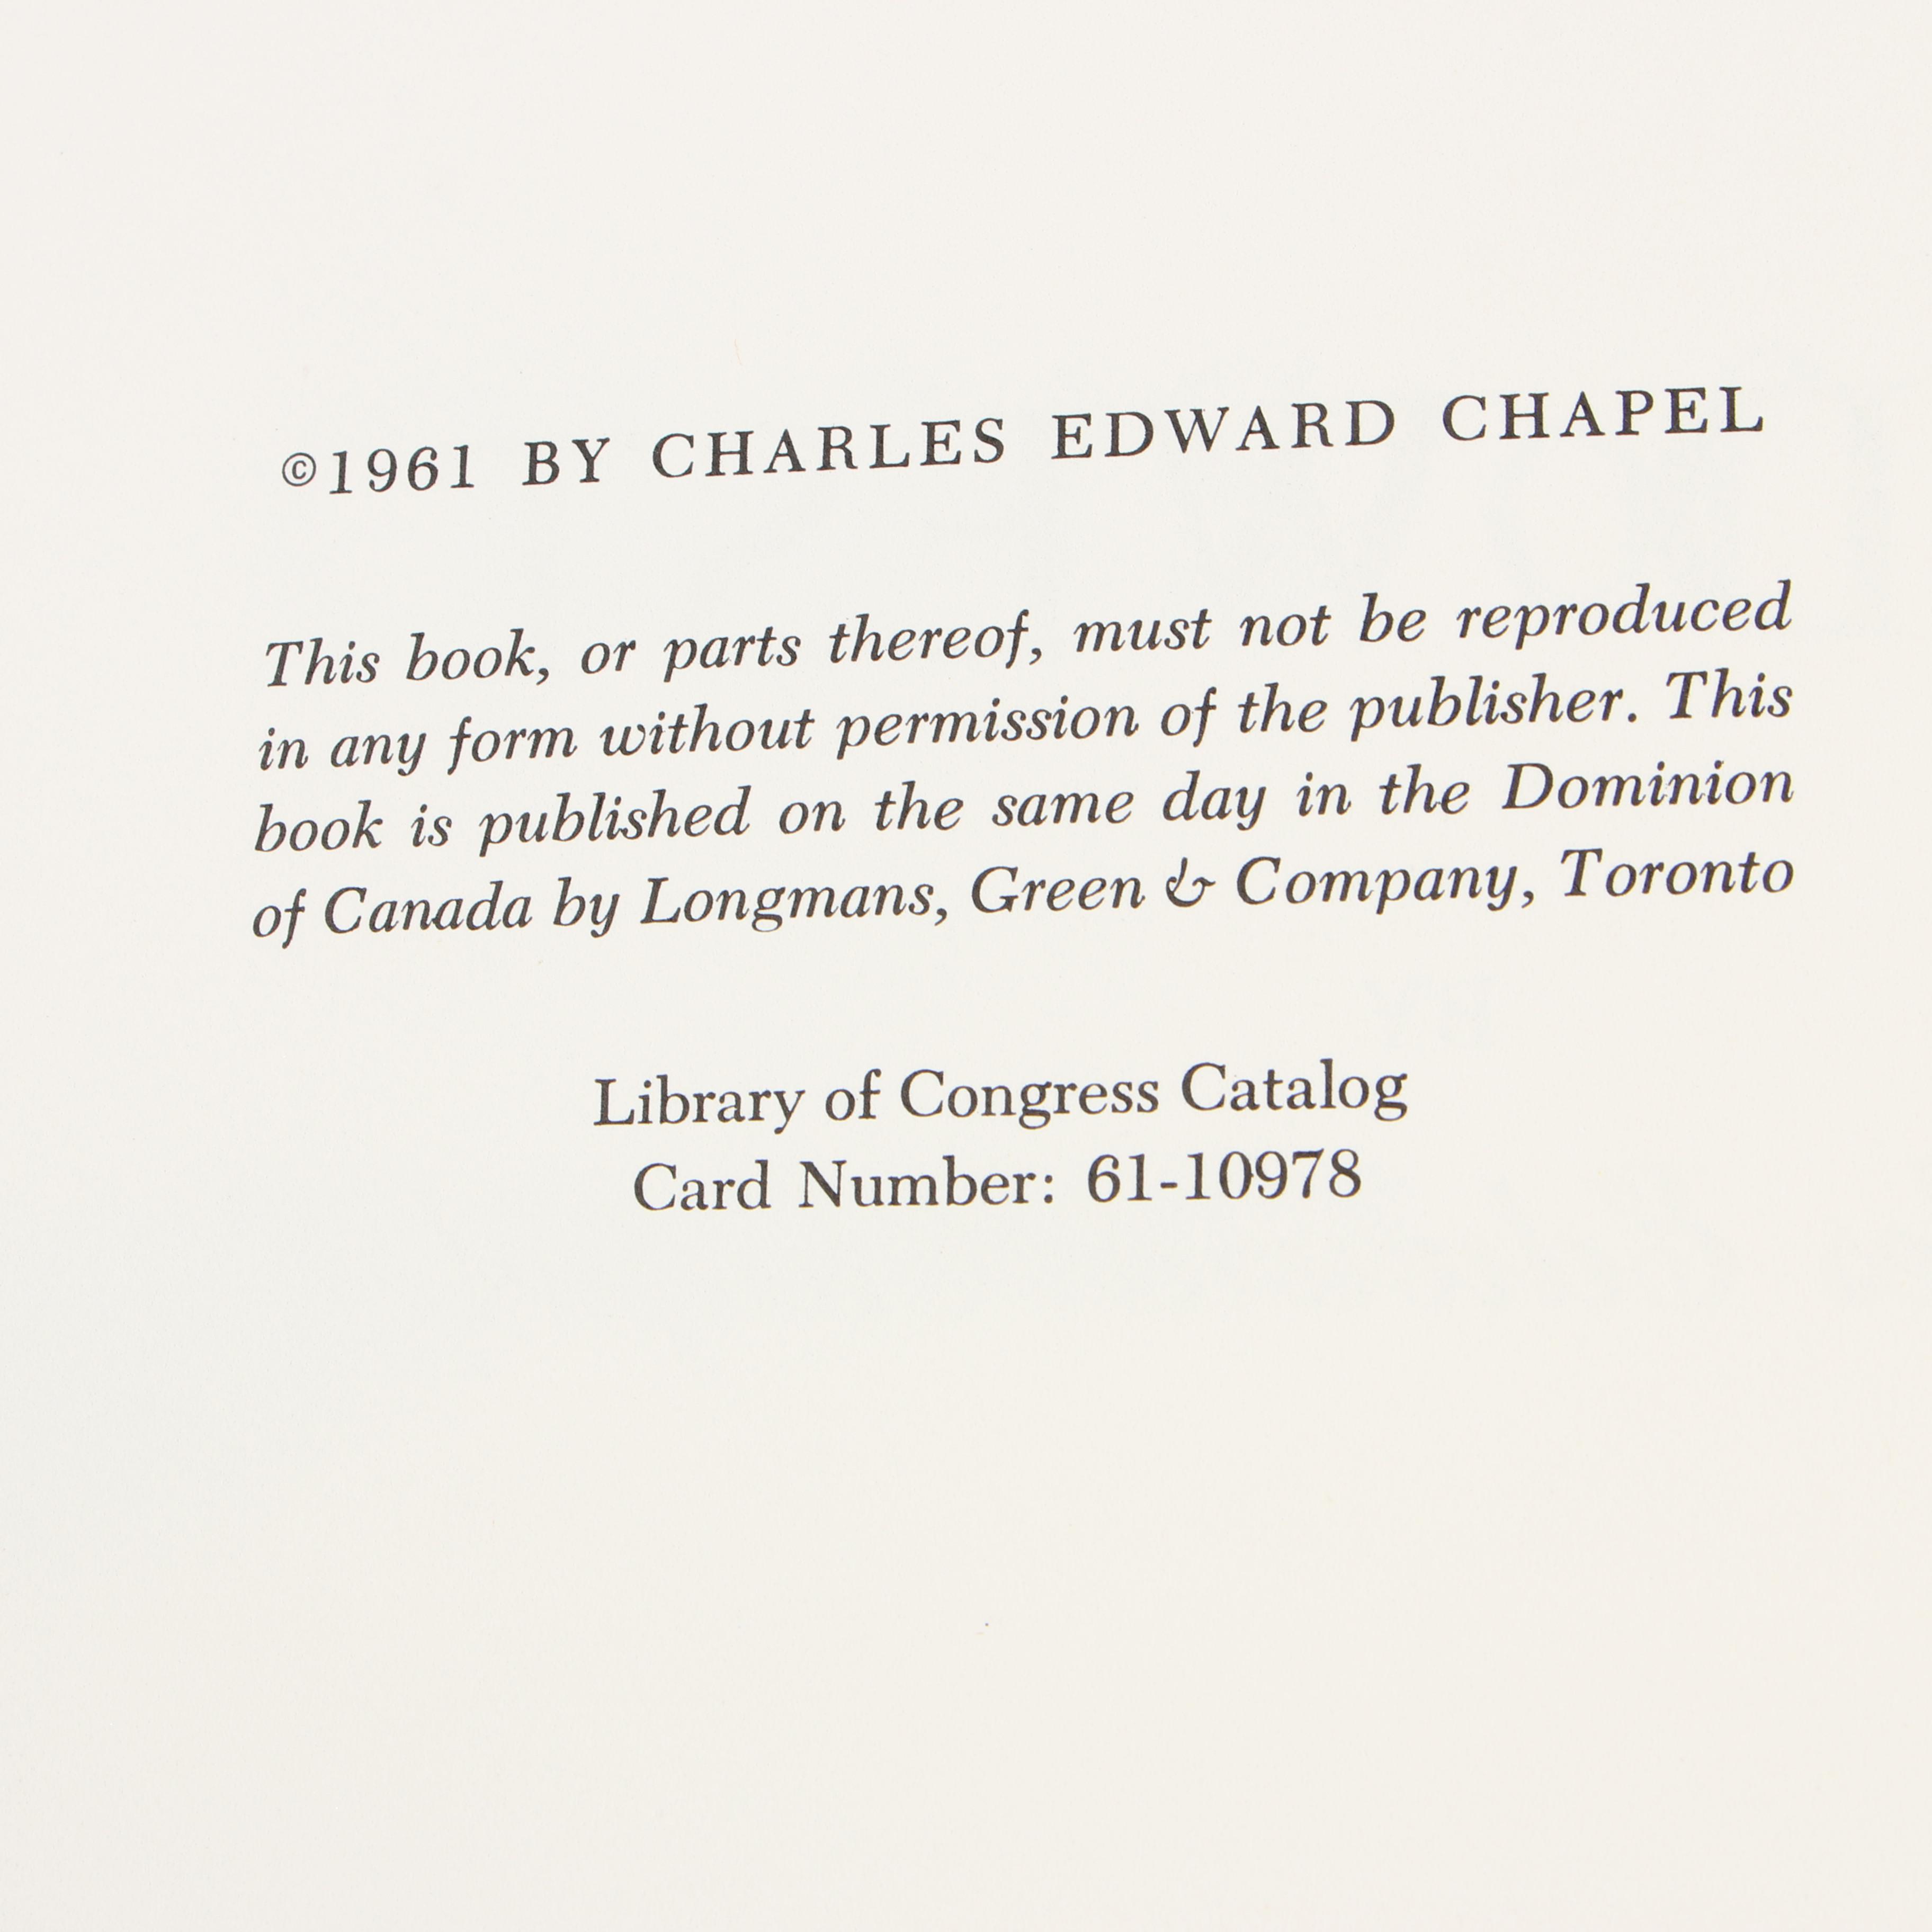 ©1961 BY CHARLES EDWARD CHAPEL
This book, or parts thereof, must not be reproduced
in any form without permission of the publisher. This
book is published on the same day in the Dominion
of Canada by Longmans, Green & Company, Toronto
Library of Congress Catalog
Card Number: 61-10978